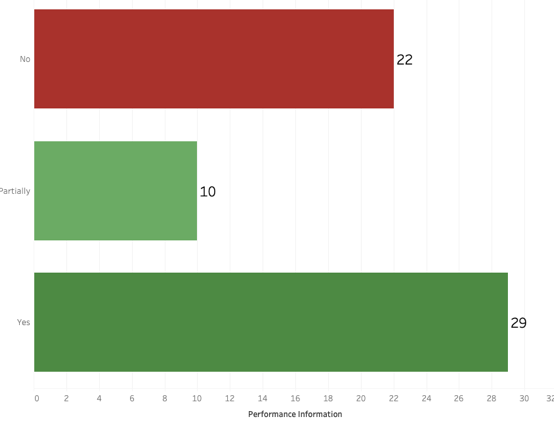 No
22
Partially
10
Yes
29
0 2 4 6 8 10 12 14 16 18 20 22 24 26 28 30 32
Performance Information